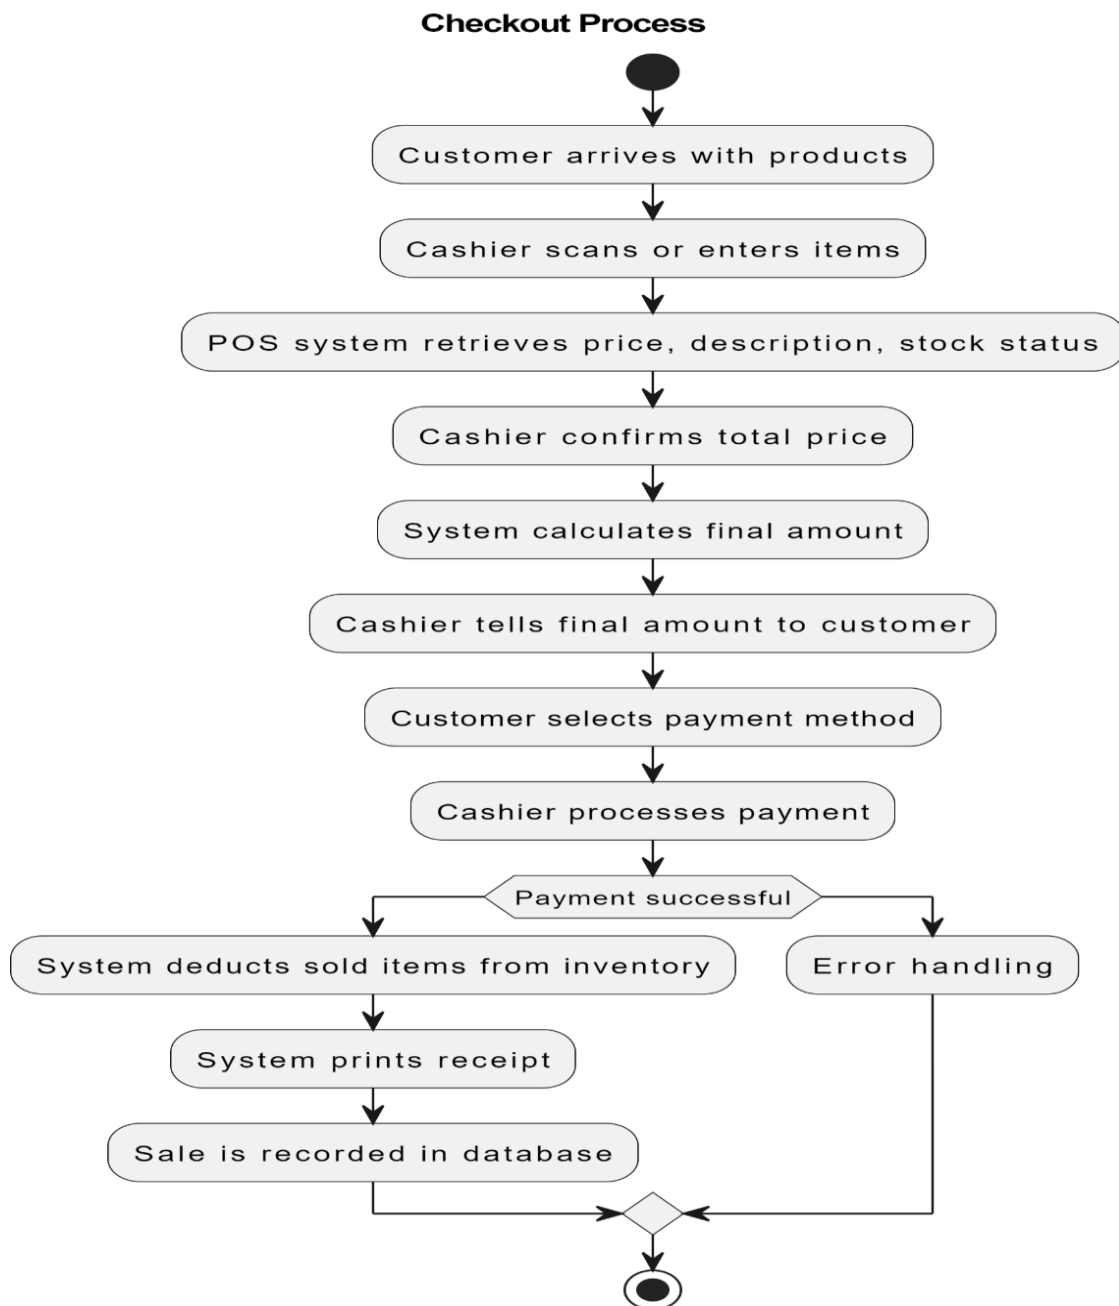 Checkout Process
Customer arrives with products
Cashier scans or enters items
POS system retrieves price, description, stock status
Cashier confirms total price
System calculates final amount
Cashier tells final amount to customer
Customer selects payment method
Cashier processes payment
Payment successful
System deducts sold items from inventory
Error handling
System prints receipt
Sale is recorded in database